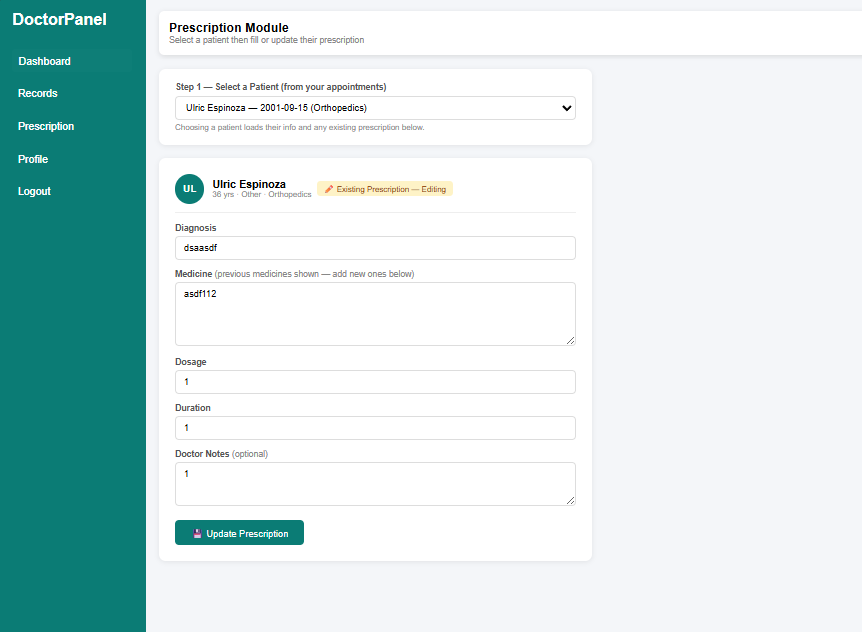 DoctorPanel
Dashboard
Records
Prescription
Profile
Logout
Prescription Module
Select a patient then fill or update their prescription
Step 1 — Select a Patient (from your appointments)
Ulric Espinoza — 2001-09-15 (Orthopedics)
Choosing a patient loads their info and any existing prescription below.
UL
Ulric Espinoza
36 yrs · Other · Orthopedics
Existing Prescription — Editing
Diagnosis
dsaasdf
Medicine (previous medicines shown — add new ones below)
asdf112
Dosage
1
Duration
1
Doctor Notes (optional)
1
Update Prescription